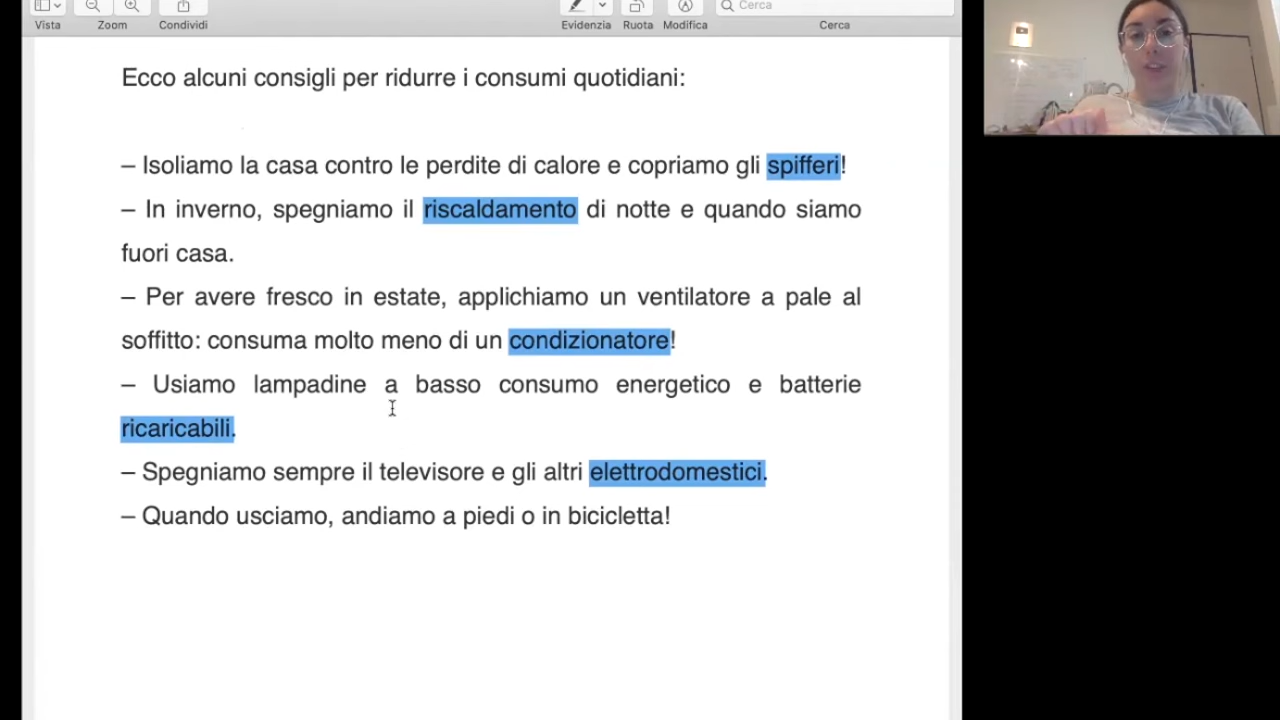 Vista
Zoom
Condividi
Evidenzia
Ruota
Modifica
Cerca
Cerca
Ecco alcuni consigli per ridurre i consumi quotidiani:
– Isoliamo la casa contro le perdite di calore e copriamo gli spifferi!
– In inverno, spegniamo il riscaldamento di notte e quando siamo
fuori casa.
– Per avere fresco in estate, applichiamo un ventilatore a pale al
soffitto: consuma molto meno di un condizionatore!
– Usiamo lampadine a basso consumo energetico e batterie
ricaricabili.
– Spegniamo sempre il televisore e gli altri elettrodomestici.
– Quando usciamo, andiamo a piedi o in bicicletta!